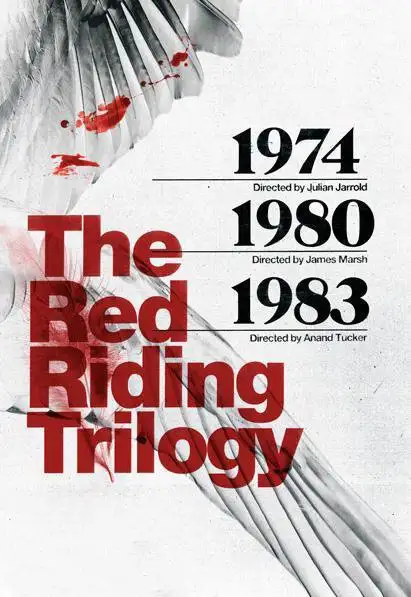 1974
Directed by Julian Jarrold
1980
Directed by James Marsh
1983
Directed by Anand Tucker
The
Red
Riding
Trilogy